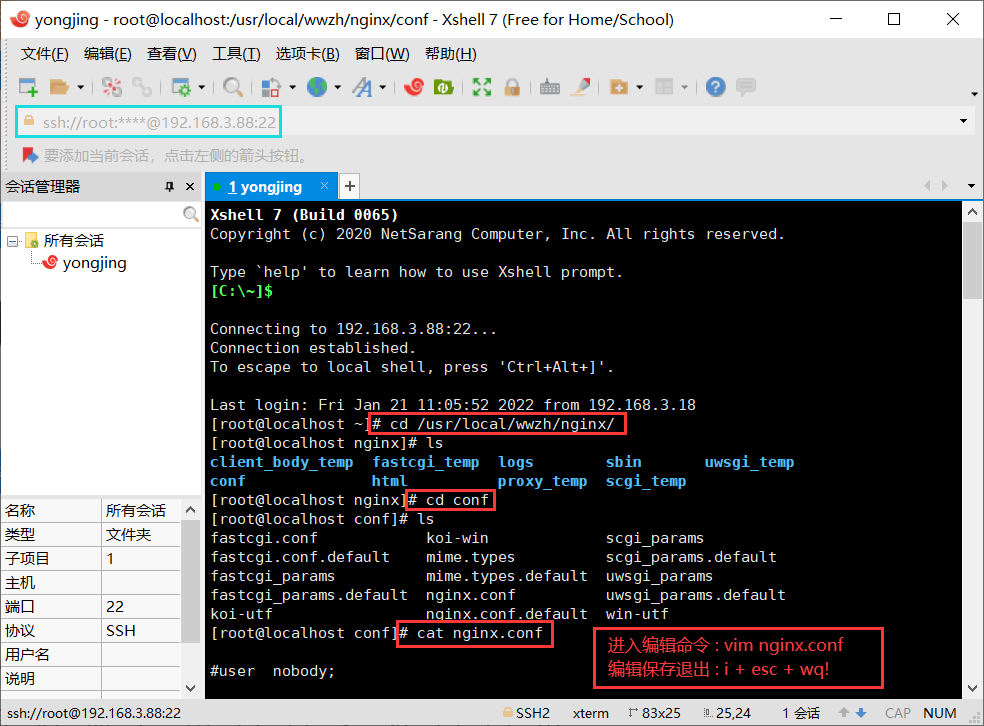 yongjing - root@localhost:/usr/local/wwzh/nginx/conf - Xshell 7 (Free for Home/School)
文件(F) 编辑(E) 查看(V) 工具(T) 选项卡(B) 窗口(W) 帮助(H)
ssh://root:****@192.168.3.88:22
要添加当前会话，点击左侧的箭头按钮。
会话管理器
1 yongjing
所有会话
yongjing
名称 所有会话
类型 文件夹
子项目 1
主机
端口 22
协议 SSH
用户名
说明
Xshell 7 (Build 0065)
Copyright (c) 2020 NetSarang Computer, Inc. All rights reserved.
Type `help' to learn how to use Xshell prompt.
[C:\~]$
Connecting to 192.168.3.88:22...
Connection established.
To escape to local shell, press 'Ctrl+Alt+]'.
Last login: Fri Jan 21 11:05:52 2022 from 192.168.3.18
[root@localhost ~]# cd /usr/local/wwzh/nginx/
[root@localhost nginx]# ls
client_body_temp fastcgi_temp logs sbin uwsgi_temp
conf html proxy_temp scgi_temp
[root@localhost nginx]# cd conf
[root@localhost conf]# ls
fastcgi.conf koi-win scgi_params
fastcgi.conf.default mime.types scgi_params.default
fastcgi_params mime.types.default uwsgi_params
fastcgi_params.default nginx.conf uwsgi_params.default
koi-utf nginx.conf.default win-utf
[root@localhost conf]# cat nginx.conf
#user  nobody;
进入编辑命令 : vim nginx.conf
编辑保存退出 : i + esc + wq!
ssh://root@192.168.3.88:22 SSH2 xterm 83x25 25,24 1 会话 CAP NUM